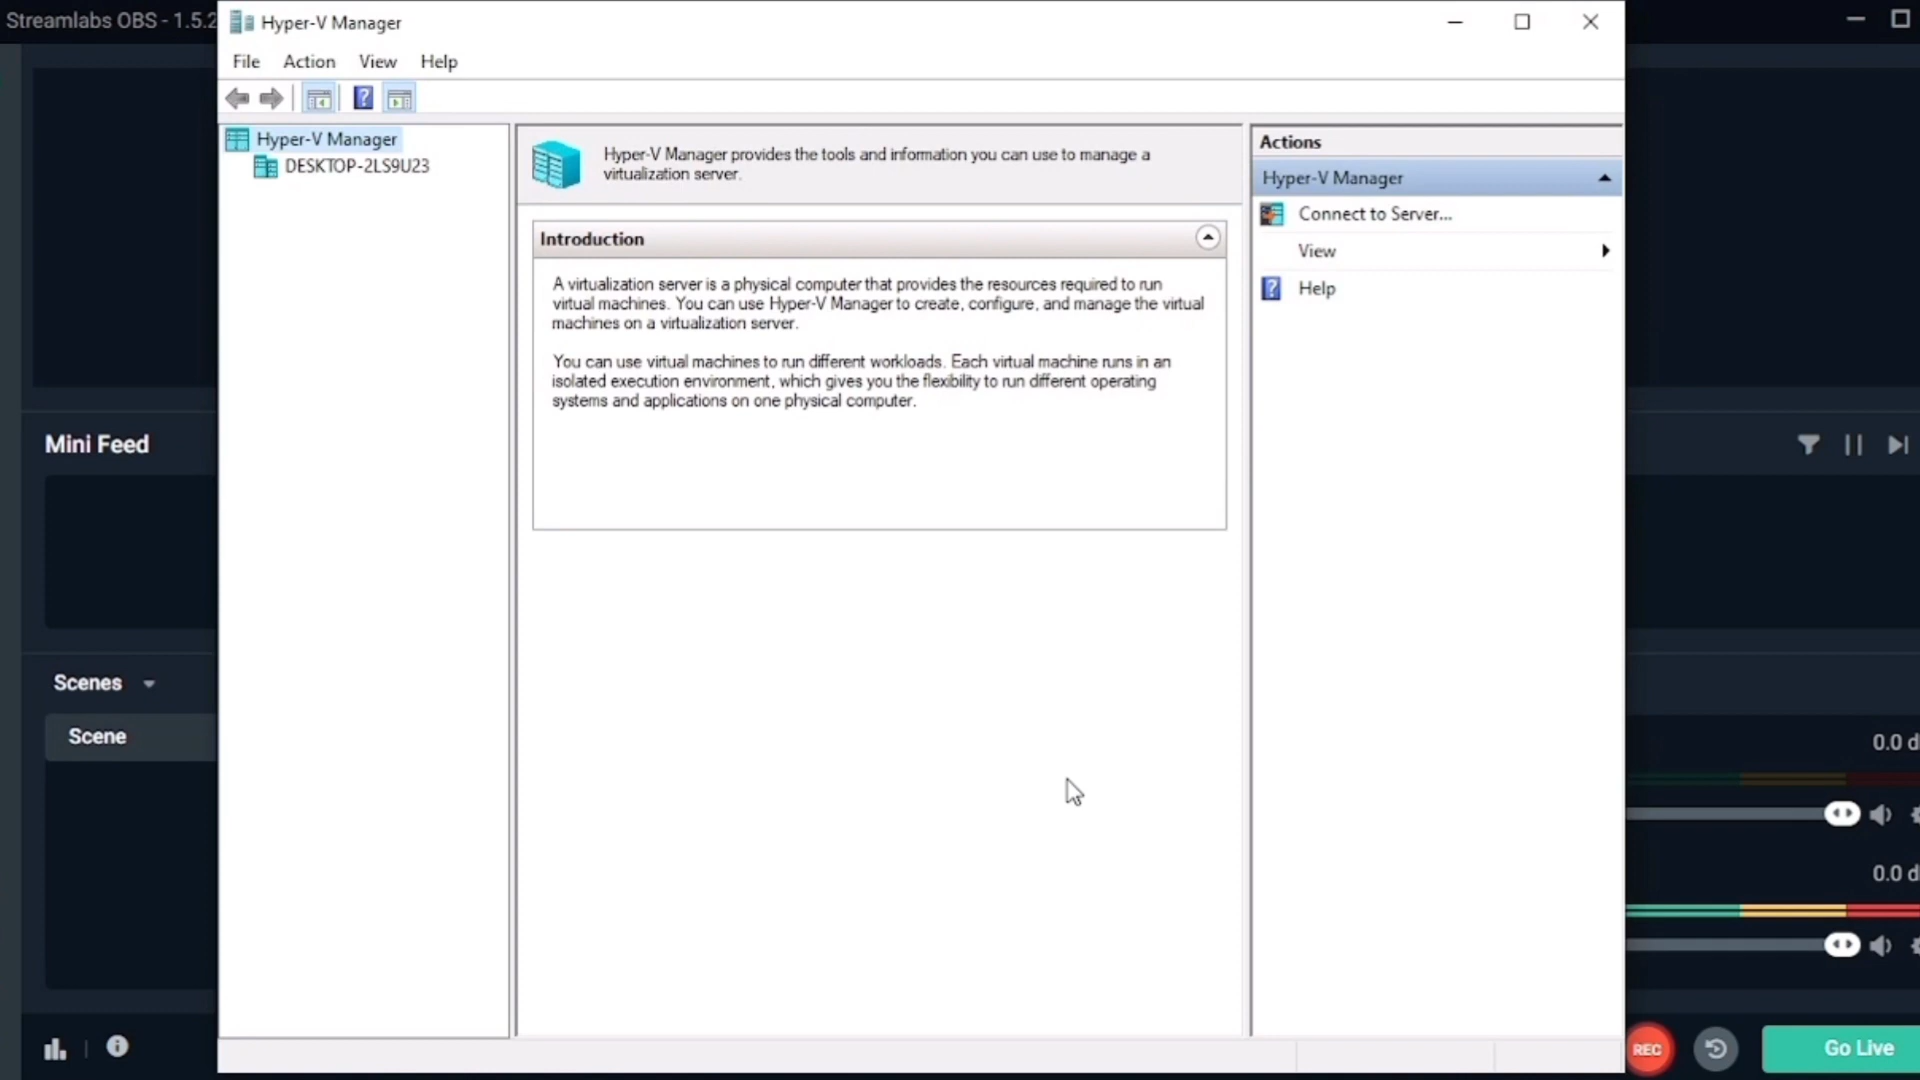 Streamlabs OBS - 1.5.2
Hyper-V Manager
File Action View Help
Hyper-V Manager
DESKTOP-2LS9U23
Hyper-V Manager provides the tools and information you can use to manage a
virtualization server.
Introduction
A virtualization server is a physical computer that provides the resources required to run
virtual machines. You can use Hyper-V Manager to create, configure, and manage the virtual
machines on a virtualization server.
You can use virtual machines to run different workloads. Each virtual machine runs in an
isolated execution environment, which gives you the flexibility to run different operating
systems and applications on one physical computer.
Actions
Hyper-V Manager
Connect to Server...
View
Help
Mini Feed
Scenes
Scene
0.0 d
0.0 d
REC
Go Live